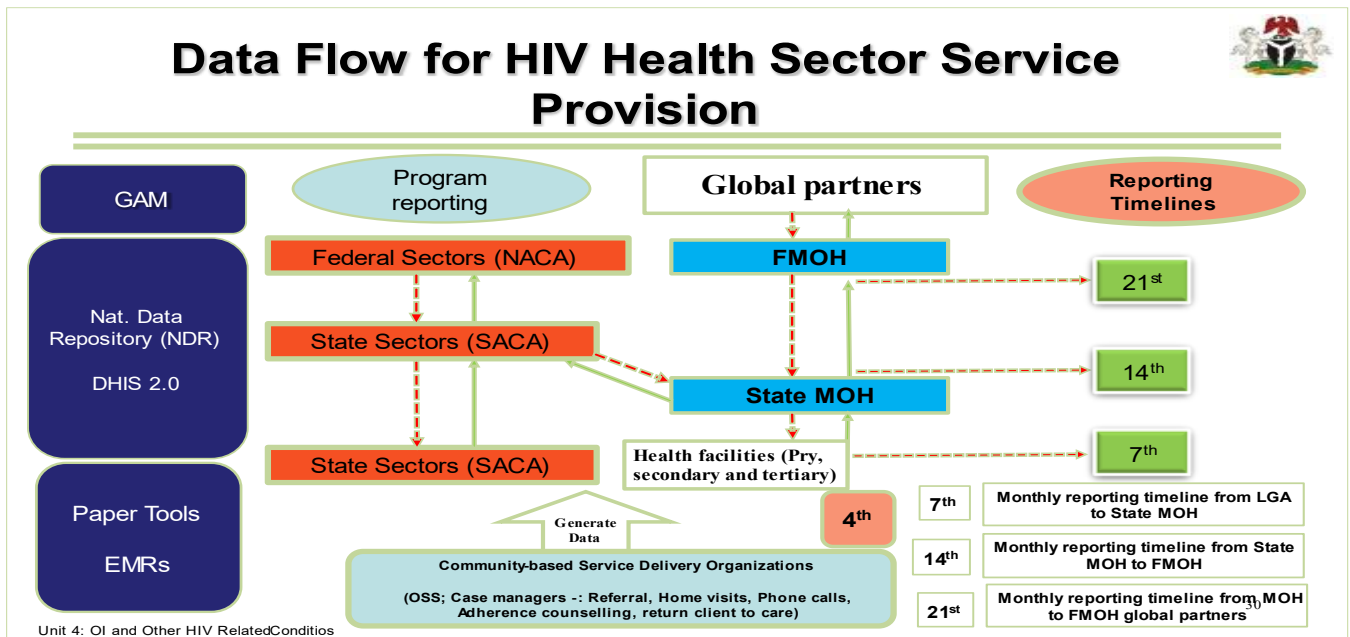 Data Flow for HIV Health Sector Service
Provision
GAM
Program
reporting
Global partners
Reporting
Timelines
Federal Sectors (NACA)
FMOH
21st
Nat. Data
Repository (NDR)
DHIS 2.0
State Sectors (SACA)
State MOH
14th
State Sectors (SACA)
Health facilities (Pry,
secondary and tertiary)
7th
Paper Tools
EMRs
Generate
Data
4th
7th
Monthly reporting timeline from LGA
to State MOH
Community-based Service Delivery Organizations
(OSS; Case managers -: Referral, Home visits, Phone calls,
Adherence counselling, return client to care)
14th
Monthly reporting timeline from State
MOH to FMOH
21st
Monthly reporting timeline from MOH
to FMOH global partners
30
Unit 4: OI and Other HIV RelatedConditios